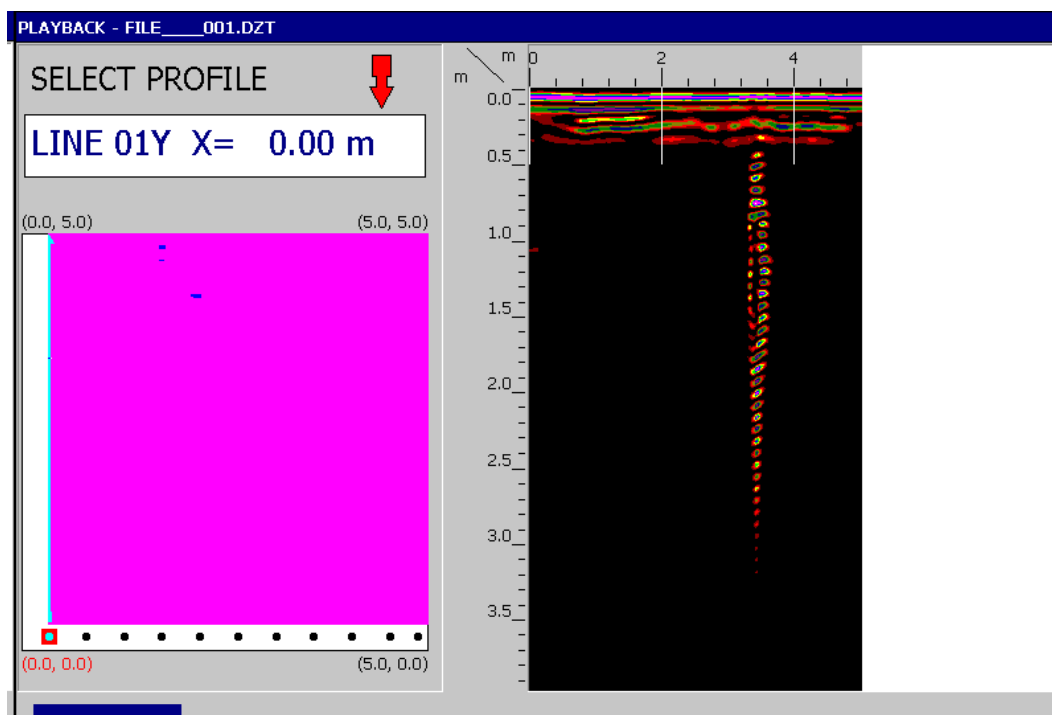 PLAYBACK - FILE____001.DZT
SELECT PROFILE
LINE 01Y X= 0.00 m
(0.0, 5.0) (5.0, 5.0)
(0.0, 0.0) (5.0, 0.0)
m 0 2 4
m
0.0
0.5
1.0
1.5
2.0
2.5
3.0
3.5